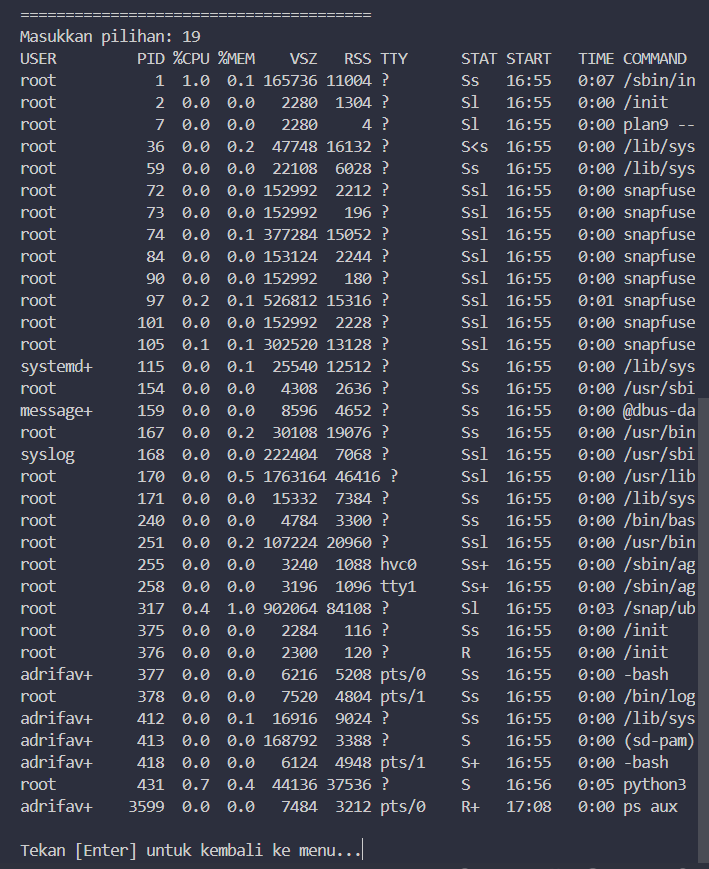 =======================================
Masukkan pilihan: 19
USER         PID %CPU %MEM    VSZ   RSS TTY      STAT START   TIME COMMAND
root           1  1.0  0.1 165736 11004 ?        Ss   16:55   0:07 /sbin/in
root           2  0.0  0.0   2280  1304 ?        Sl   16:55   0:00 /init
root           7  0.0  0.0   2280     4 ?        Sl   16:55   0:00 plan9 --
root          36  0.0  0.2  47748 16132 ?        S<s  16:55   0:00 /lib/sys
root          59  0.0  0.0  22108  6028 ?        Ss   16:55   0:00 /lib/sys
root          72  0.0  0.0 152992  2212 ?        Ssl  16:55   0:00 snapfuse
root          73  0.0  0.0 152992   196 ?        Ssl  16:55   0:00 snapfuse
root          74  0.0  0.1 377284 15052 ?        Ssl  16:55   0:00 snapfuse
root          84  0.0  0.0 153124  2244 ?        Ssl  16:55   0:00 snapfuse
root          90  0.0  0.0 152992   180 ?        Ssl  16:55   0:00 snapfuse
root          97  0.2  0.1 526812 15316 ?        Ssl  16:55   0:01 snapfuse
root         101  0.0  0.0 152992  2228 ?        Ssl  16:55   0:00 snapfuse
root         105  0.1  0.1 302520 13128 ?        Ssl  16:55   0:00 snapfuse
systemd+     115  0.0  0.1  25540 12512 ?        Ss   16:55   0:00 /lib/sys
root         154  0.0  0.0   4308  2636 ?        Ss   16:55   0:00 /usr/sbi
message+     159  0.0  0.0   8596  4652 ?        Ss   16:55   0:00 @dbus-da
root         167  0.0  0.2  30108 19076 ?        Ss   16:55   0:00 /usr/bin
syslog       168  0.0  0.0 222404  7068 ?        Ssl  16:55   0:00 /usr/sbi
root         170  0.0  0.5 1763164 46416 ?       Ssl  16:55   0:00 /usr/lib
root         171  0.0  0.0  15332  7384 ?        Ss   16:55   0:00 /lib/sys
root         240  0.0  0.0   4784  3300 ?        Ss   16:55   0:00 /bin/bas
root         251  0.0  0.2 107224 20960 ?        Ssl  16:55   0:00 /usr/bin
root         255  0.0  0.0   3240  1088 hvc0     Ss+  16:55   0:00 /sbin/ag
root         258  0.0  0.0   3196  1096 tty1     Ss+  16:55   0:00 /sbin/ag
root         317  0.4  1.0 902064 84108 ?        Sl   16:55   0:03 /snap/ub
root         375  0.0  0.0   2284   116 ?        Ss   16:55   0:00 /init
root         376  0.0  0.0   2300   120 ?        R    16:55   0:00 /init
adrifav+     377  0.0  0.0   6216  5208 pts/0    Ss   16:55   0:00 -bash
root         378  0.0  0.0   7520  4804 pts/1    Ss   16:55   0:00 /bin/log
adrifav+     412  0.0  0.1  16916  9024 ?        Ss   16:55   0:00 /lib/sys
adrifav+     413  0.0  0.0 168792  3388 ?        S    16:55   0:00 (sd-pam)
adrifav+     418  0.0  0.0   6124  4948 pts/1    S+   16:55   0:00 -bash
root         431  0.7  0.4  44136 37536 ?        S    16:56   0:05 python3
adrifav+    3599  0.0  0.0   7484  3212 pts/0    R+   17:08   0:00 ps aux
Tekan [Enter] untuk kembali ke menu...